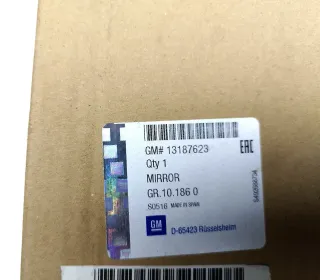 GM# 13187623
EAC
Qty 1
MIRROR
GR.10.186 0
S0516 MADE IN SPAIN
GM
D-65423 Rüsselsheim